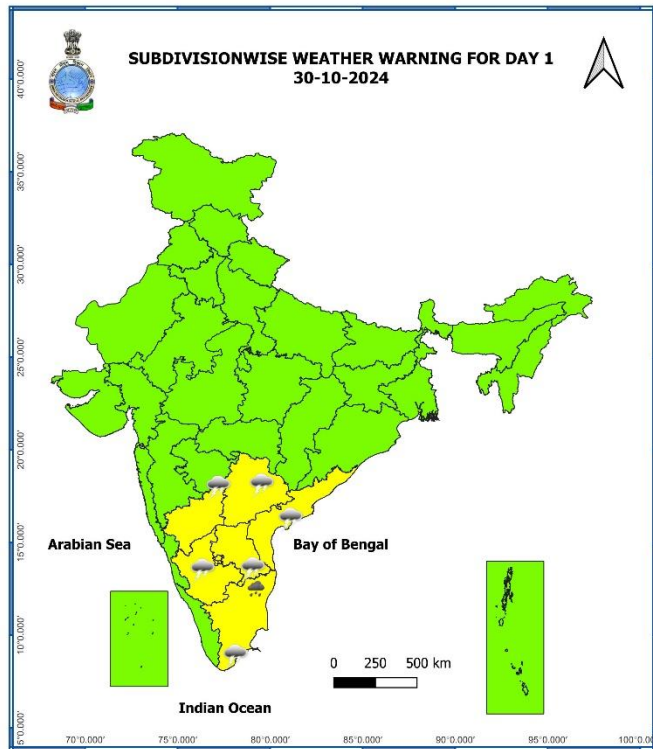 SUBDIVISIONWISE WEATHER WARNING FOR DAY 1
30-10-2024
40°0.000'
35°0.000'
30°0.000'
25°0.000'
20°0.000'
15°0.000'
10°0.000'
5°0.000'
Arabian Sea
Bay of Bengal
0 250 500 km
Indian Ocean
70°0.000' 75°0.000' 80°0.000' 85°0.000' 90°0.000' 95°0.000' 100°0.00